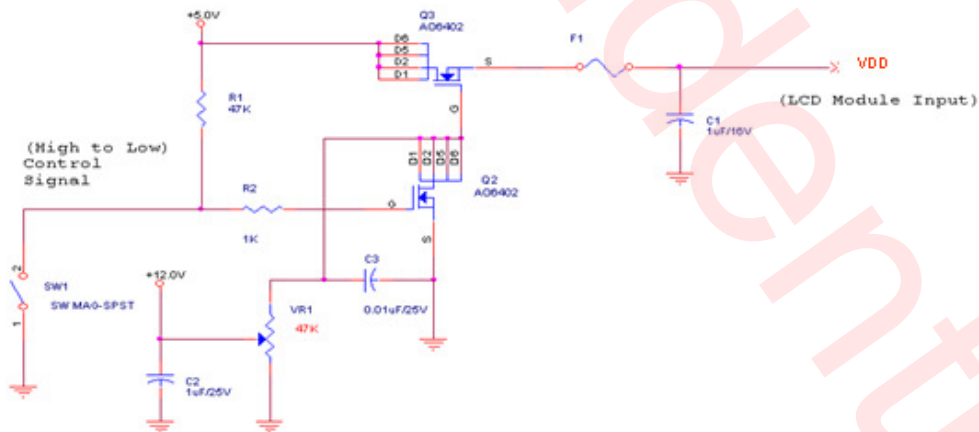 +5.0V
Q3
AO6402
D6
D5
D2
D1
S
G
F1
VDD
(LCD Module Input)
C1
1uF/16V
R1
47K
(High to Low)
Control
Signal
R2
1K
D1
D2
D5
D6
Q2
AO6402
G
S
2
SW1
SW MAG-SPST
1
+12.0V
C3
0.01uF/25V
VR1
47K
C2
1uF/25V